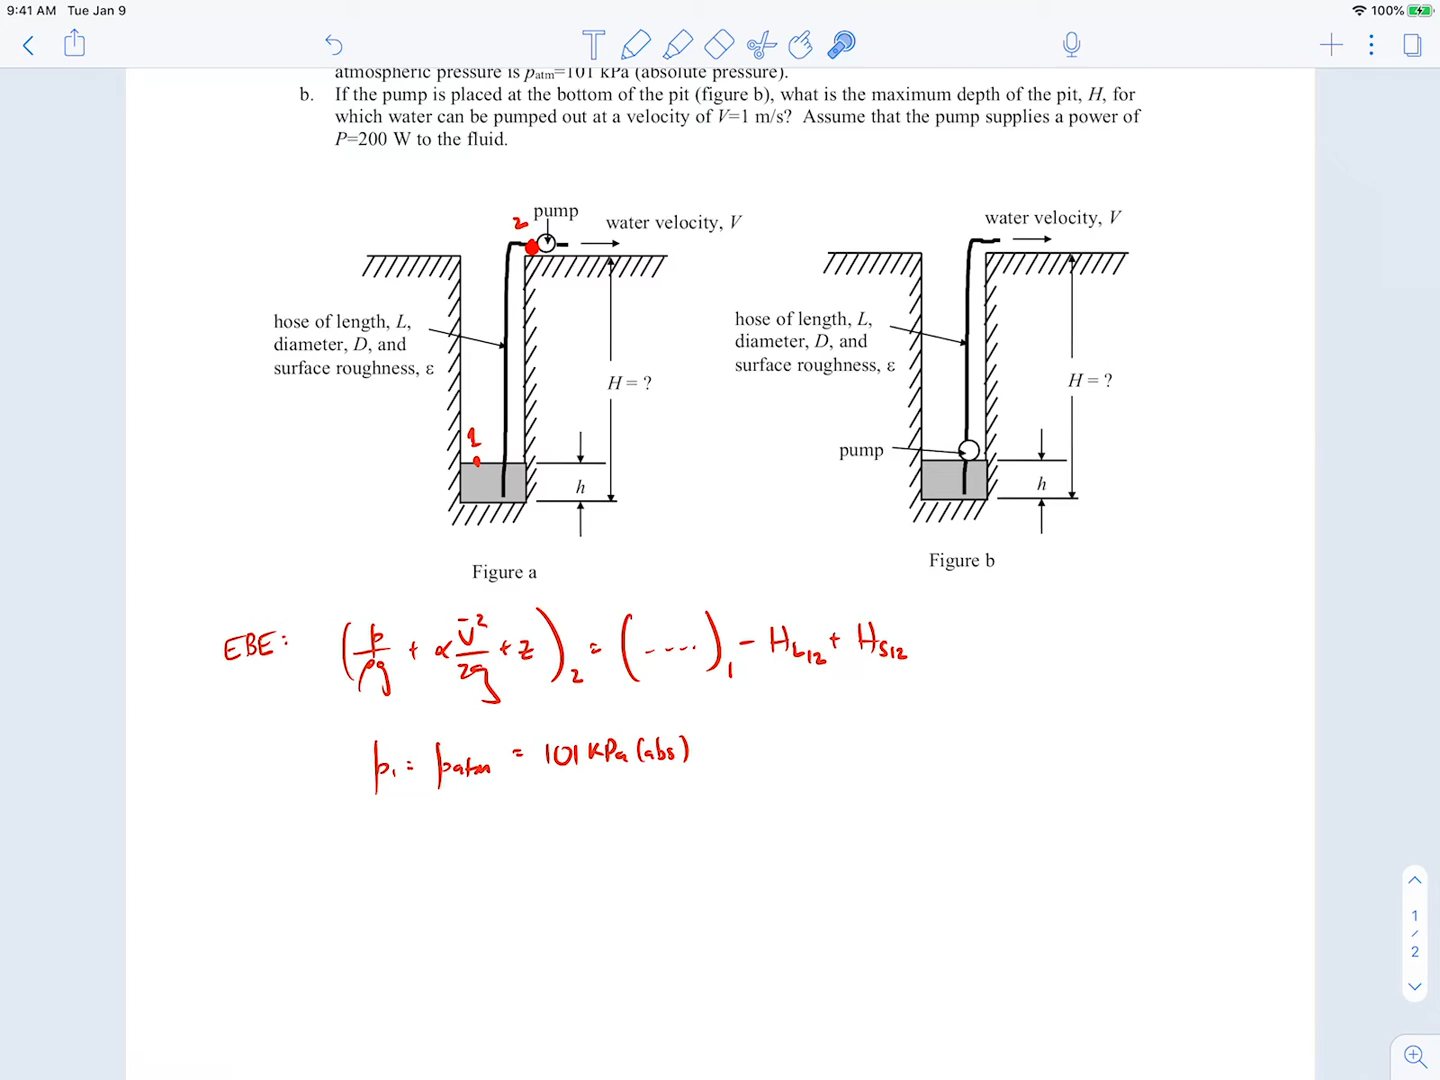 9:41 AM Tue Jan 9
100%
atmospheric pressure is patm=101 kPa (absolute pressure).
b. If the pump is placed at the bottom of the pit (figure b), what is the maximum depth of the pit, H, for
which water can be pumped out at a velocity of V=1 m/s? Assume that the pump supplies a power of
P=200 W to the fluid.
2
pump
water velocity, V
hose of length, L,
diameter, D, and
surface roughness, ε
H = ?
1
h
Figure a
water velocity, V
hose of length, L,
diameter, D, and
surface roughness, ε
H = ?
pump
h
Figure b
EBE: (p/ρg + α V̄²/2g + z)₂ = (.....)₁ - H_L12 + H_S12
p₁ = patm = 101 kPa (abs)
1
/
2